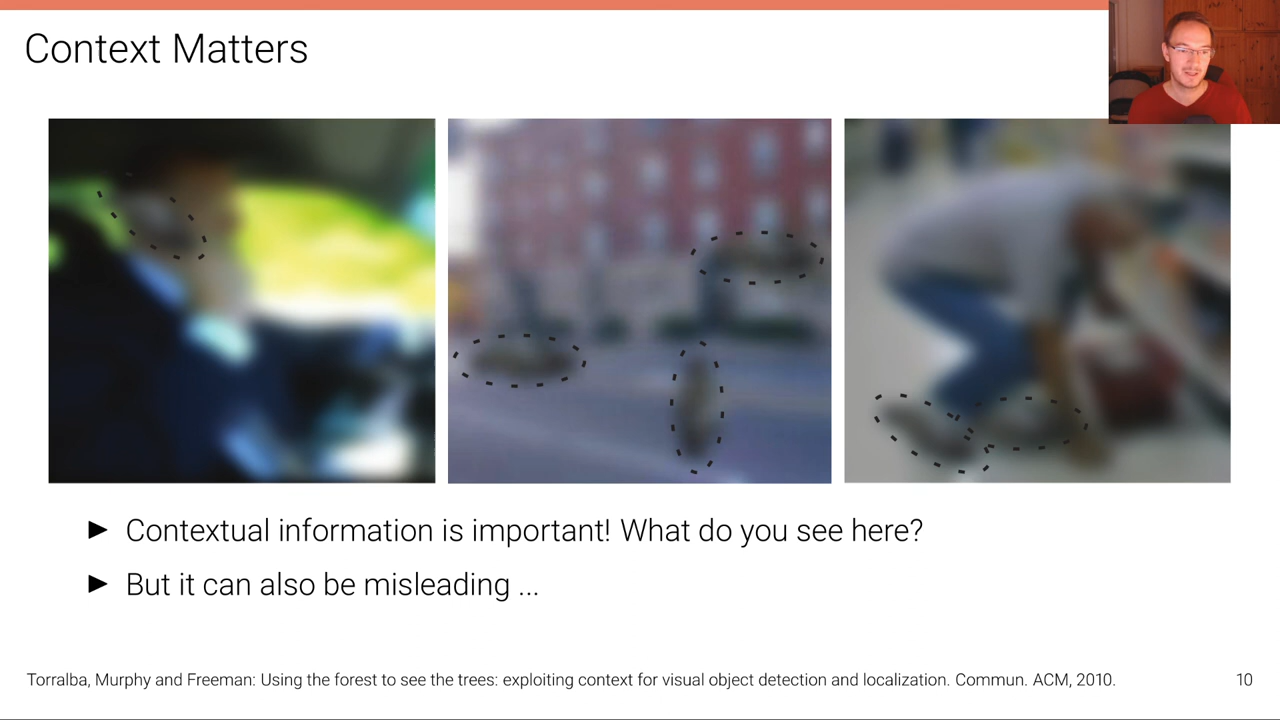 Context Matters
► Contextual information is important! What do you see here?
► But it can also be misleading ...
Torralba, Murphy and Freeman: Using the forest to see the trees: exploiting context for visual object detection and localization. Commun. ACM, 2010.
10